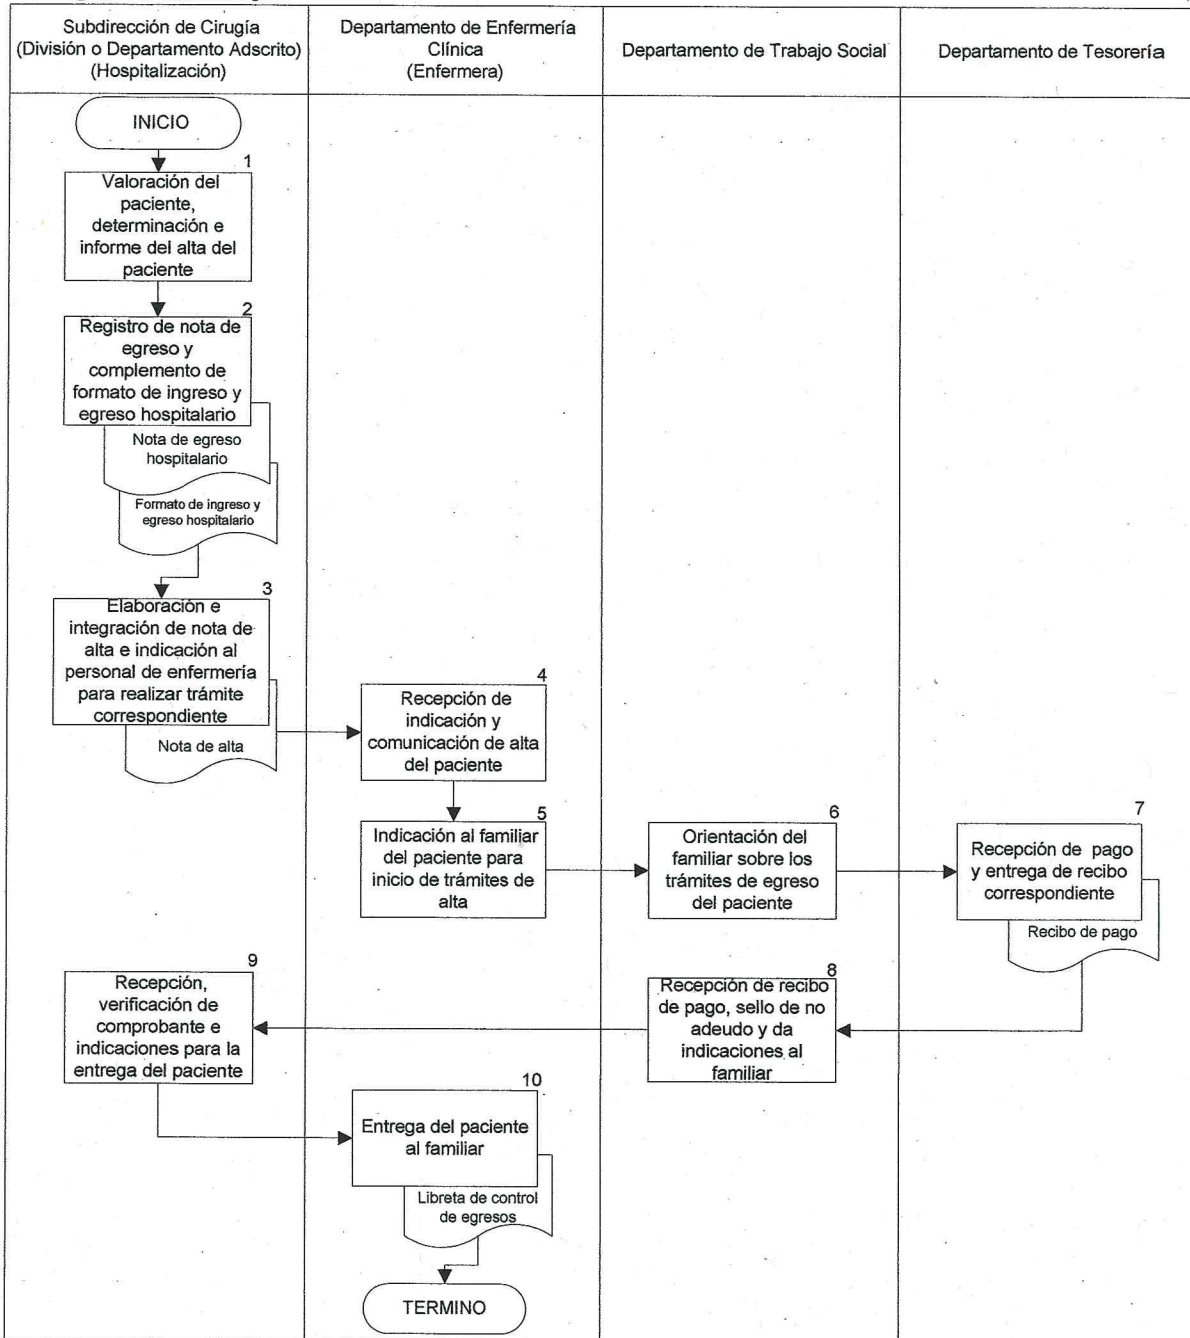 Subdirección de Cirugía
(División o Departamento Adscrito)
(Hospitalización)
Departamento de Enfermería
Clínica
(Enfermera)
Departamento de Trabajo Social
Departamento de Tesorería
INICIO
1
Valoración del
paciente,
determinación e
informe del alta del
paciente
2
Registro de nota de
egreso y
complemento de
formato de ingreso y
egreso hospitalario
Nota de egreso
hospitalario
Formato de ingreso y
egreso hospitalario
3
Elaboración e
integración de nota de
alta e indicación al
personal de enfermería
para realizar trámite
correspondiente
Nota de alta
4
Recepción de
indicación y
comunicación de alta
del paciente
5
Indicación al familiar
del paciente para
inicio de trámites de
alta
6
Orientación del
familiar sobre los
trámites de egreso
del paciente
7
Recepción de pago
y entrega de recibo
correspondiente
Recibo de pago
8
Recepción de recibo
de pago, sello de no
adeudo y da
indicaciones al
familiar
9
Recepción,
verificación de
comprobante e
indicaciones para la
entrega del paciente
10
Entrega del paciente
al familiar
Libreta de control
de egresos
TERMINO